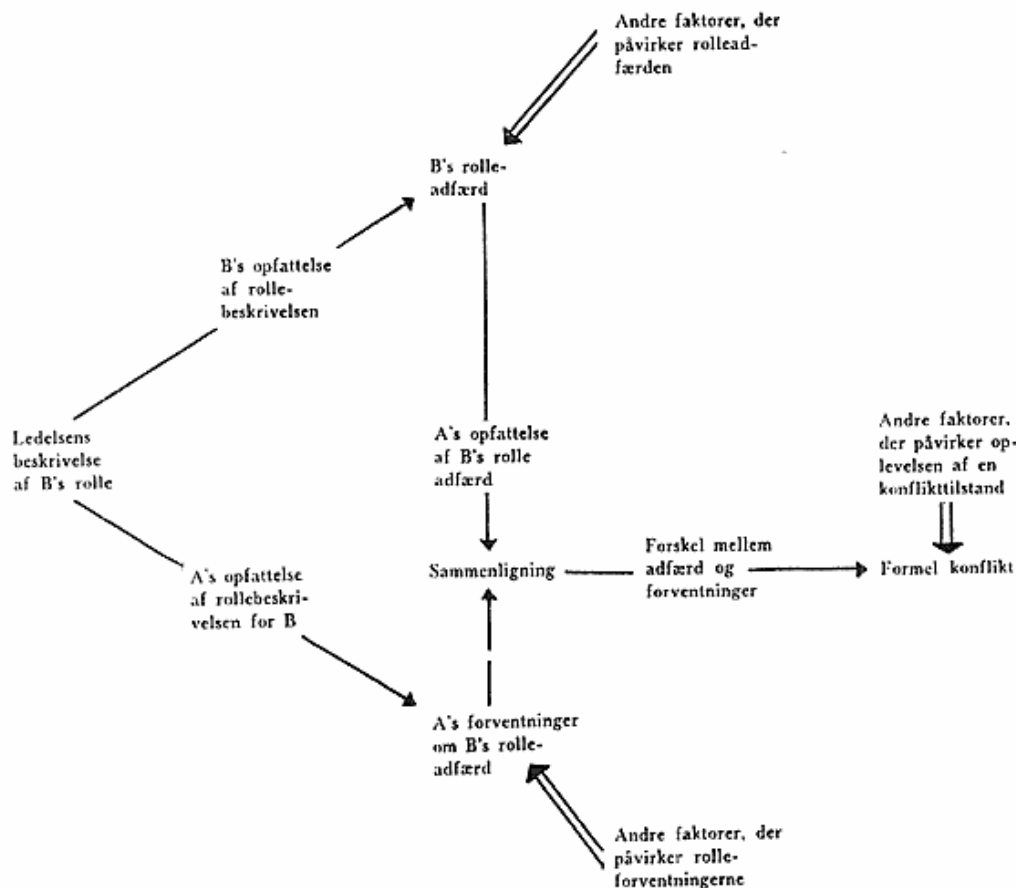 Andre faktorer, der
påvirker rollead-
færden
B's rolle-
adfærd
B's opfattelse
af rolle-
beskrivelsen
Ledelsens
beskrivelse
af B's rolle
A's opfattelse
af B's rolle
adfærd
Andre faktorer,
der påvirker op-
levelsen af en
konflikttilstand
A's opfattelse
af rollebeskri-
velsen for B
Sammenligning
Forskel mellem
adfærd og
forventninger
Formel konflikt
A's forventninger
om B's rolle-
adfærd
Andre faktorer, der
påvirker rolle-
forventningerne